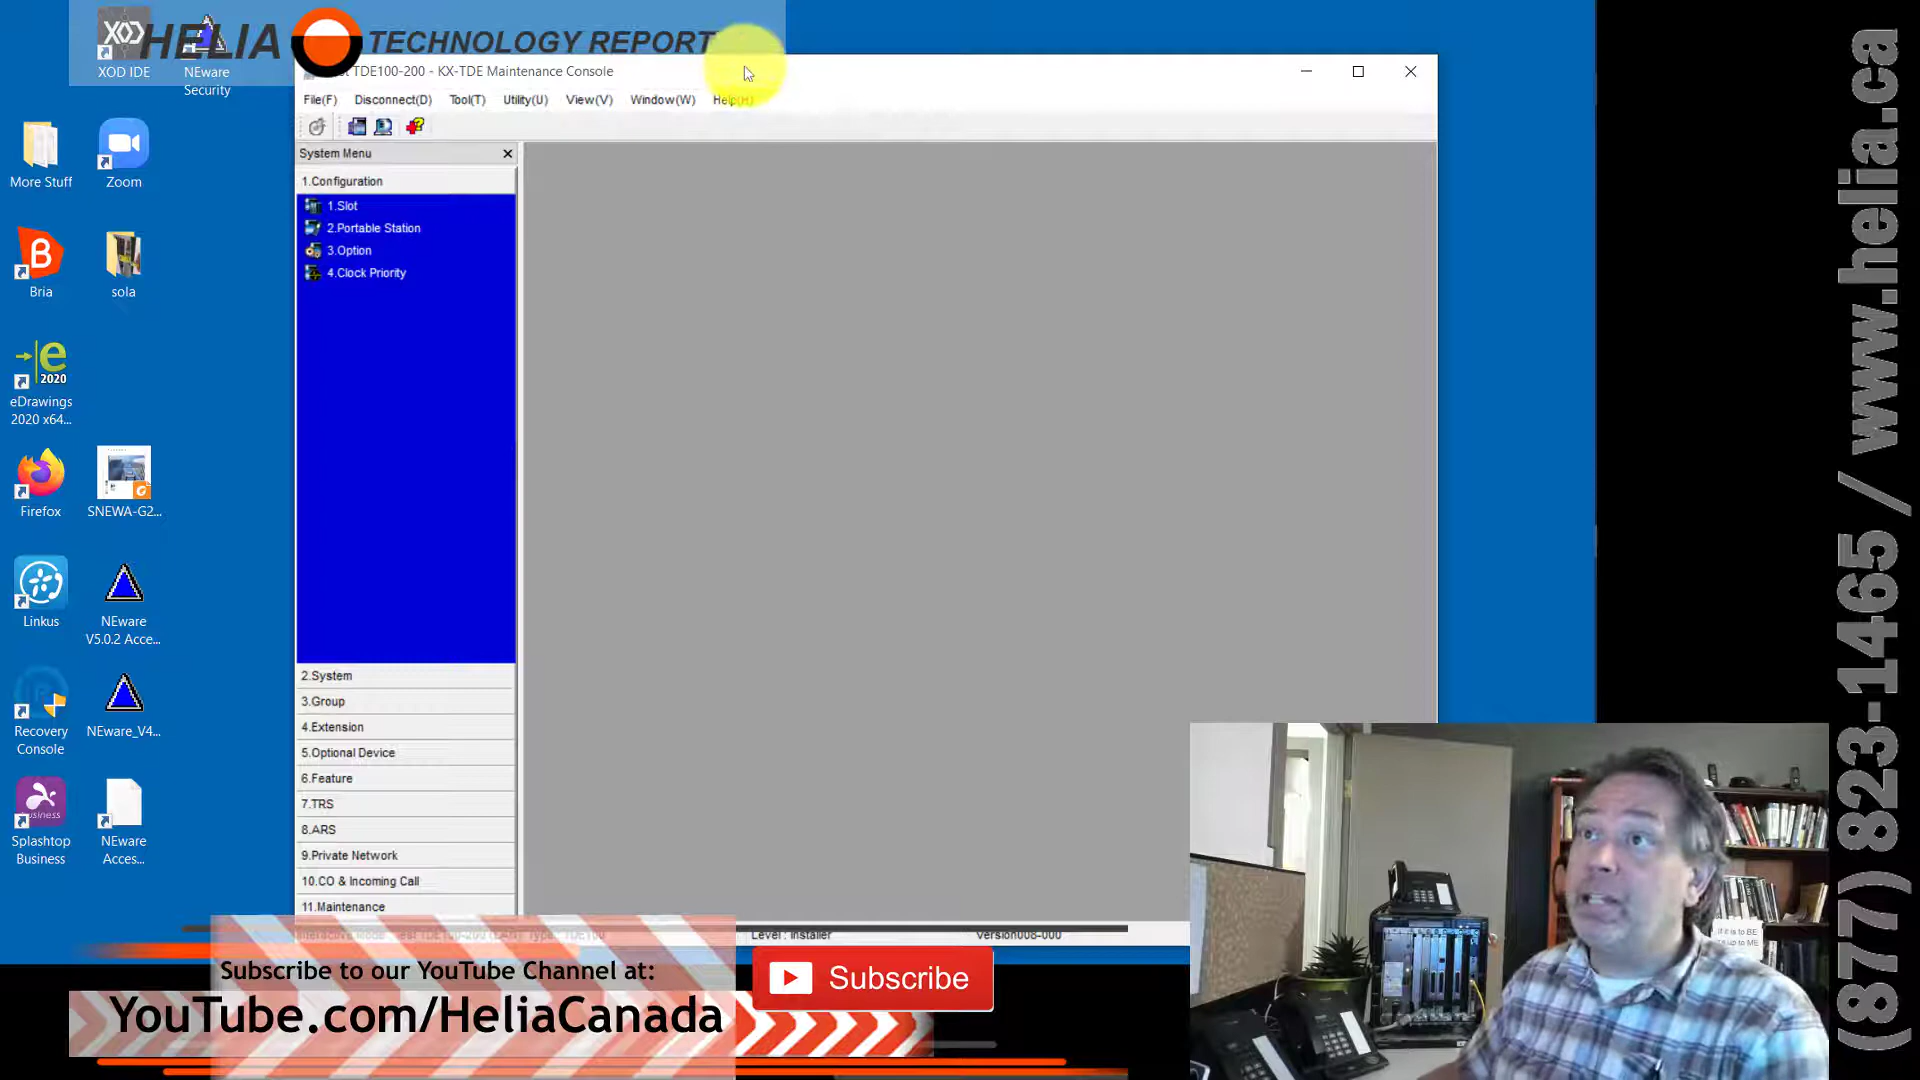 HELIA TECHNOLOGY REPORT
XOD IDE
NEware Security
TDE100-200 - KX-TDE Maintenance Console
File(F) Disconnect(D) Tool(T) Utility(U) View(V) Window(W) Help(H)
System Menu
1.Configuration
1.Slot
2.Portable Station
3.Option
4.Clock Priority
2.System
3.Group
4.Extension
5.Optional Device
6.Feature
7.TRS
8.ARS
9.Private Network
10.CO & Incoming Call
11.Maintenance
Level: Installer
Version008-000
More Stuff
Zoom
Bria
sola
eDrawings 2020 x64...
Firefox
SNEWA-G2...
Linkus
NEware V5.0.2 Acce...
Recovery Console
NEware_V4...
Splashtop Business
NEware Acces...
Subscribe to our YouTube Channel at:
YouTube.com/HeliaCanada
Subscribe
(877) 823-1465 / www.helia.ca